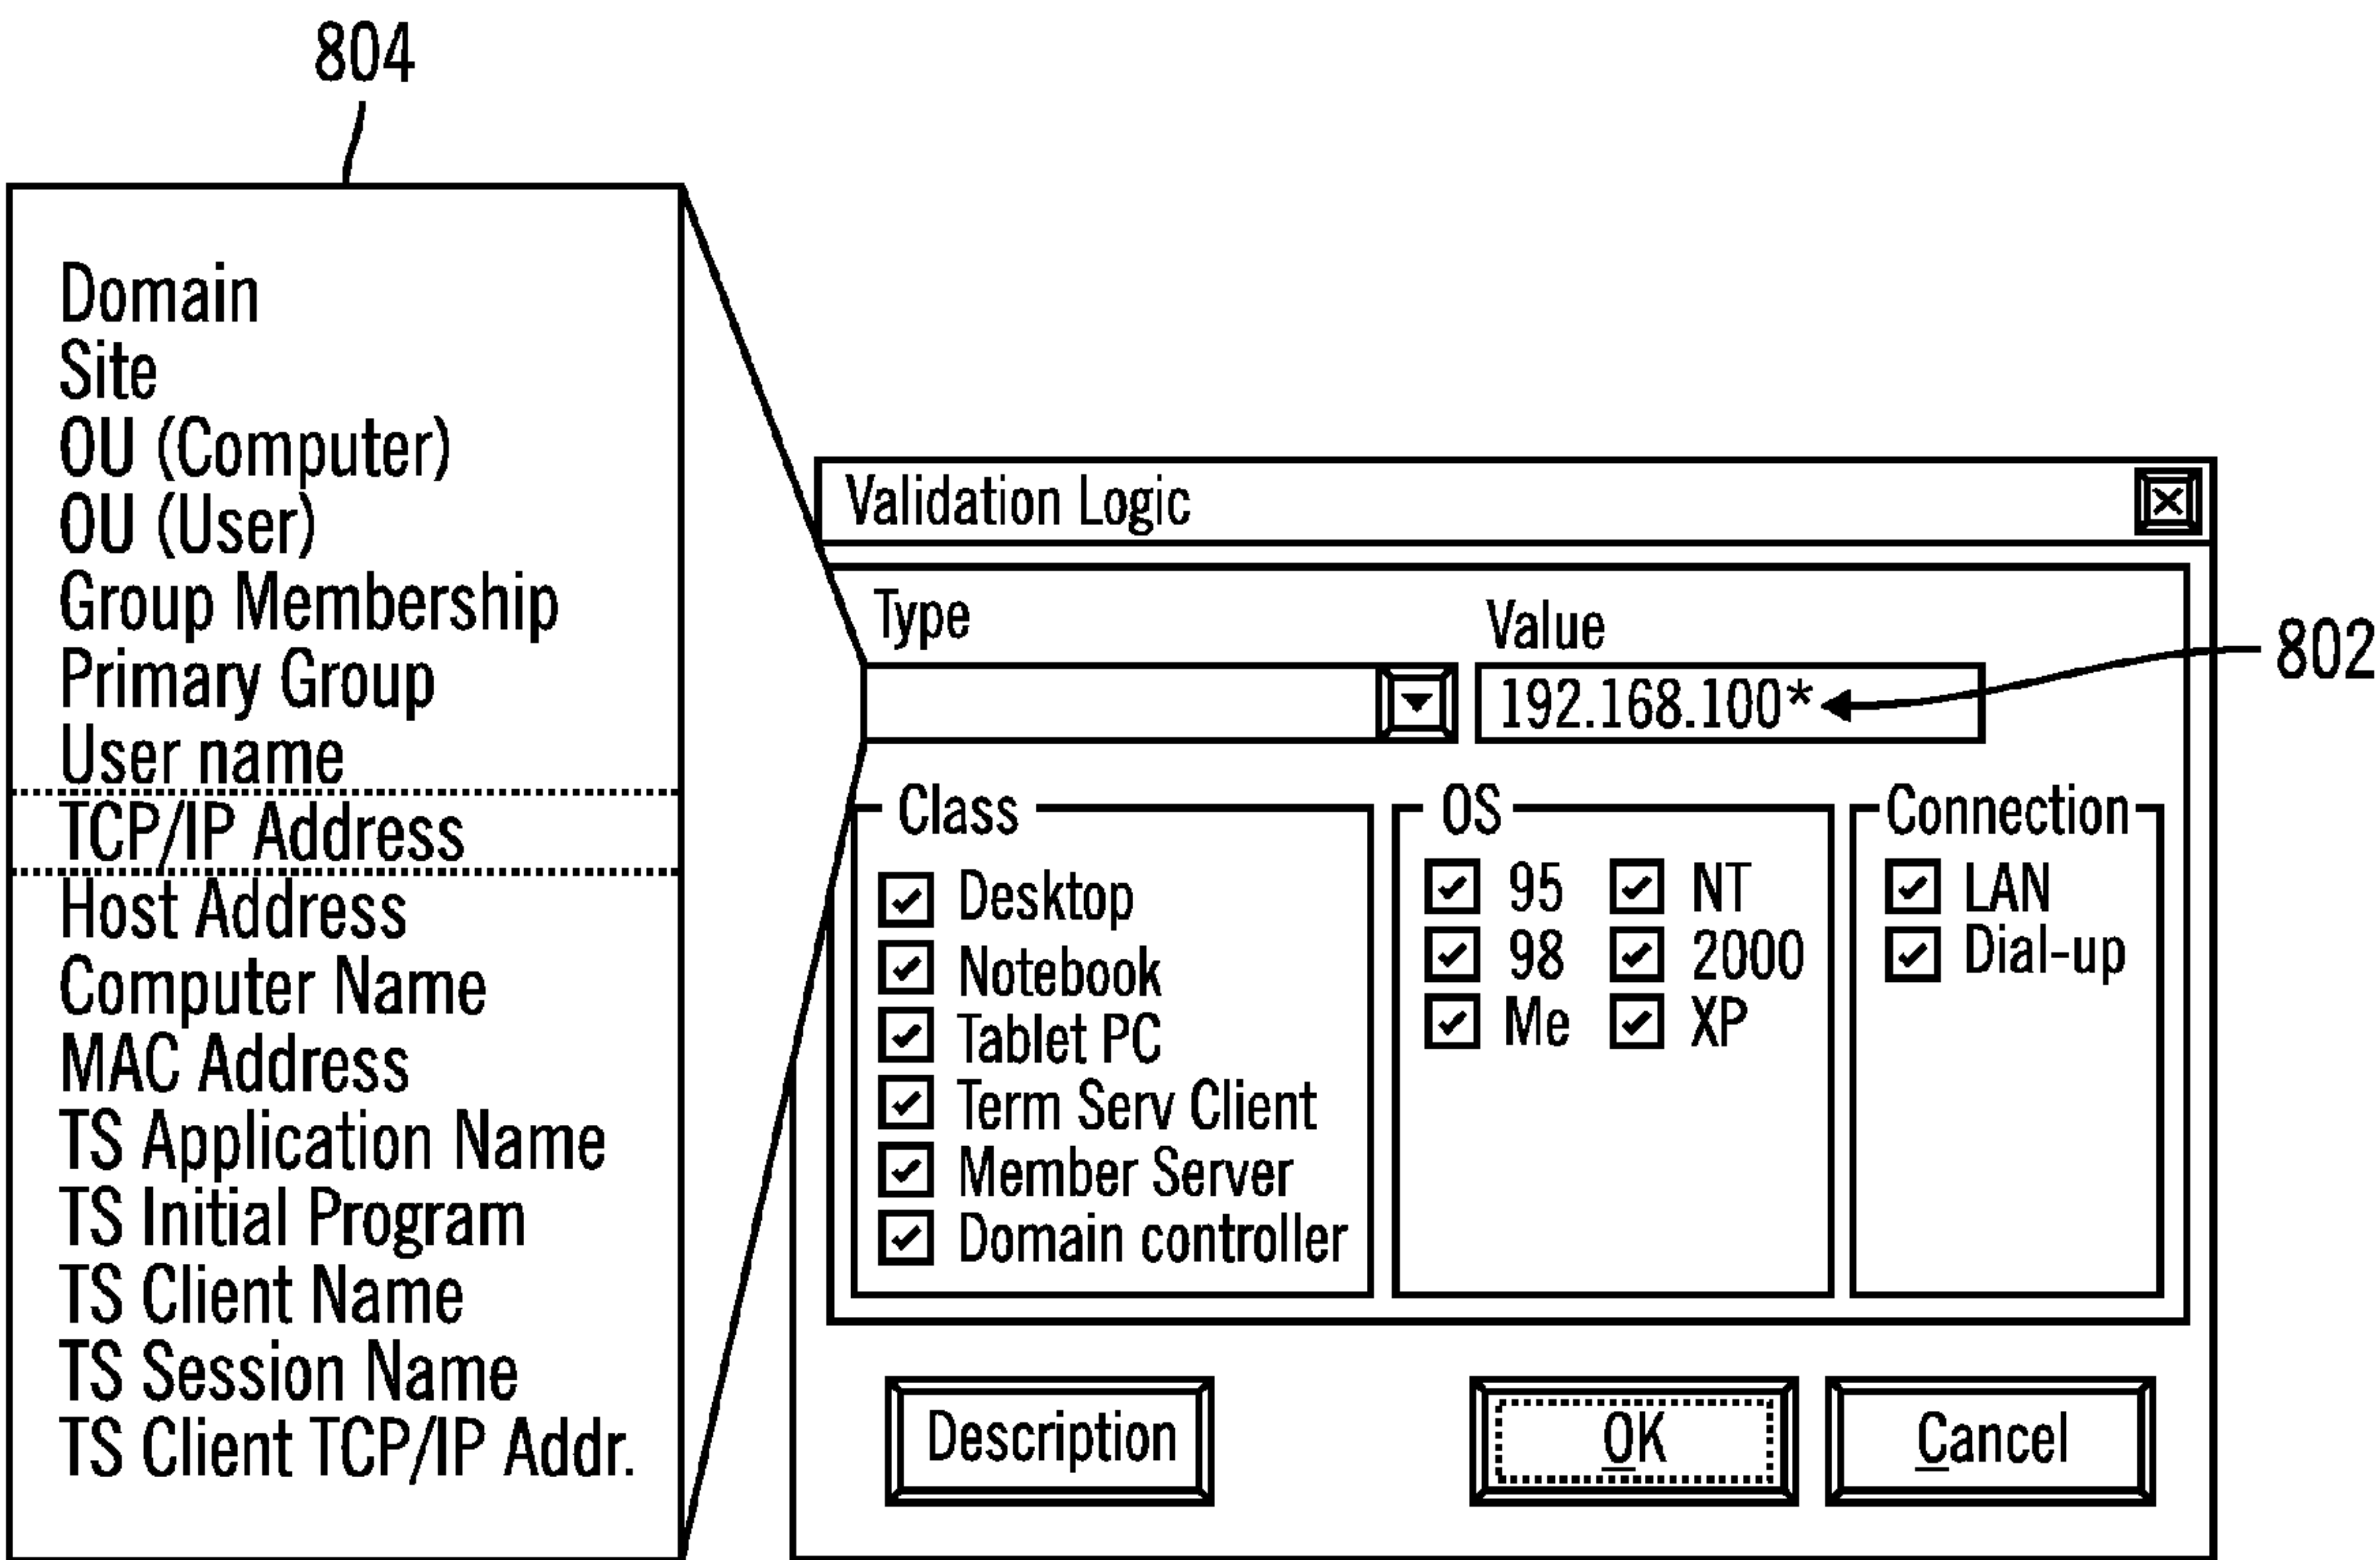 804
Domain
Site
OU (Computer)
OU (User)
Group Membership
Primary Group
User name
TCP/IP Address
Host Address
Computer Name
MAC Address
TS Application Name
TS Initial Program
TS Client Name
TS Session Name
TS Client TCP/IP Addr.
Validation Logic
Type
Value
192.168.100*
802
Class
Desktop
Notebook
Tablet PC
Term Serv Client
Member Server
Domain controller
OS
95 NT
98 2000
Me XP
Connection
LAN
Dial-up
Description
OK
Cancel